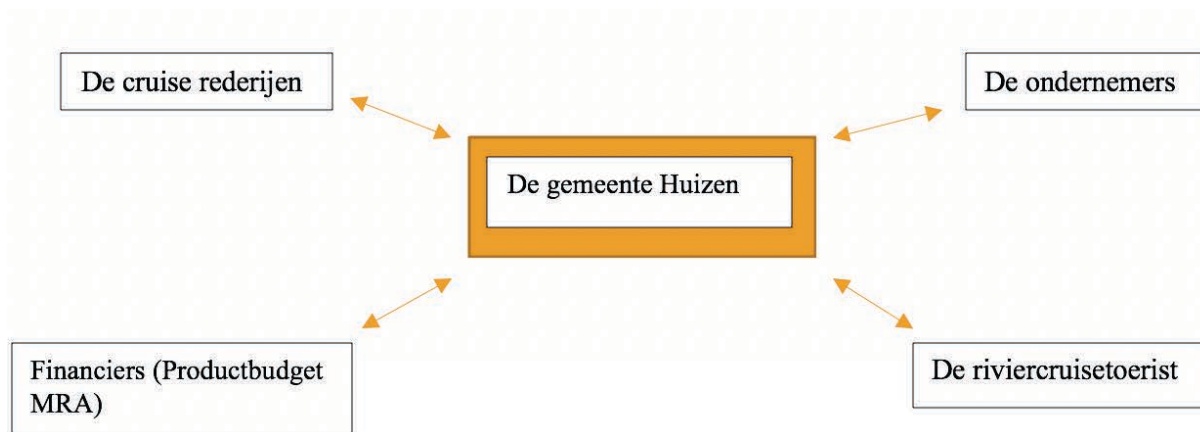 De cruise rederijen
De ondernemers
De gemeente Huizen
Financiers (Productbudget
MRA)
De riviercruisetoerist